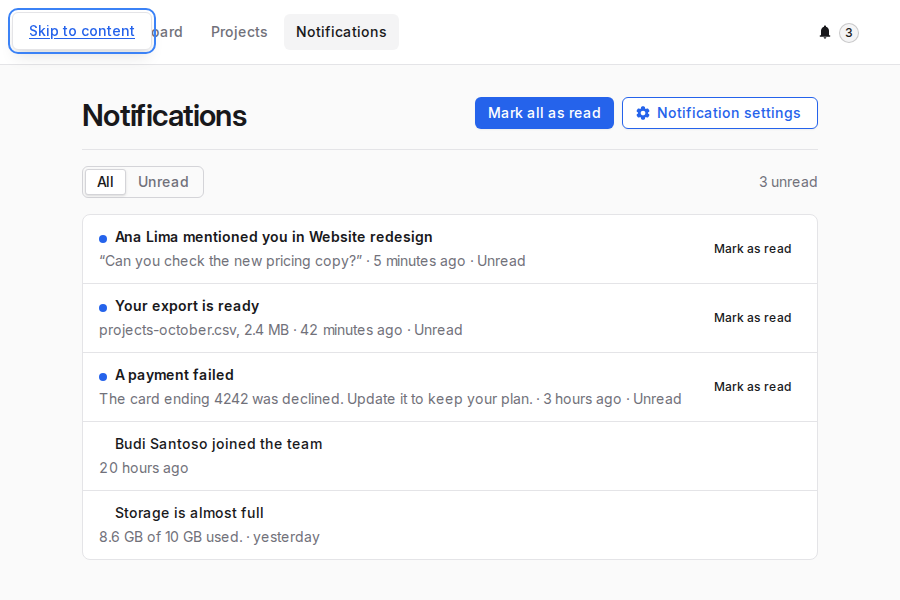 Skip to content
oard Projects Notifications 3
Notifications
Mark all as read Notification settings
All Unread 3 unread
Ana Lima mentioned you in Website redesign
“Can you check the new pricing copy?” · 5 minutes ago · Unread
Mark as read
Your export is ready
projects-october.csv, 2.4 MB · 42 minutes ago · Unread
Mark as read
A payment failed
The card ending 4242 was declined. Update it to keep your plan. · 3 hours ago · Unread
Mark as read
Budi Santoso joined the team
20 hours ago
Storage is almost full
8.6 GB of 10 GB used. · yesterday